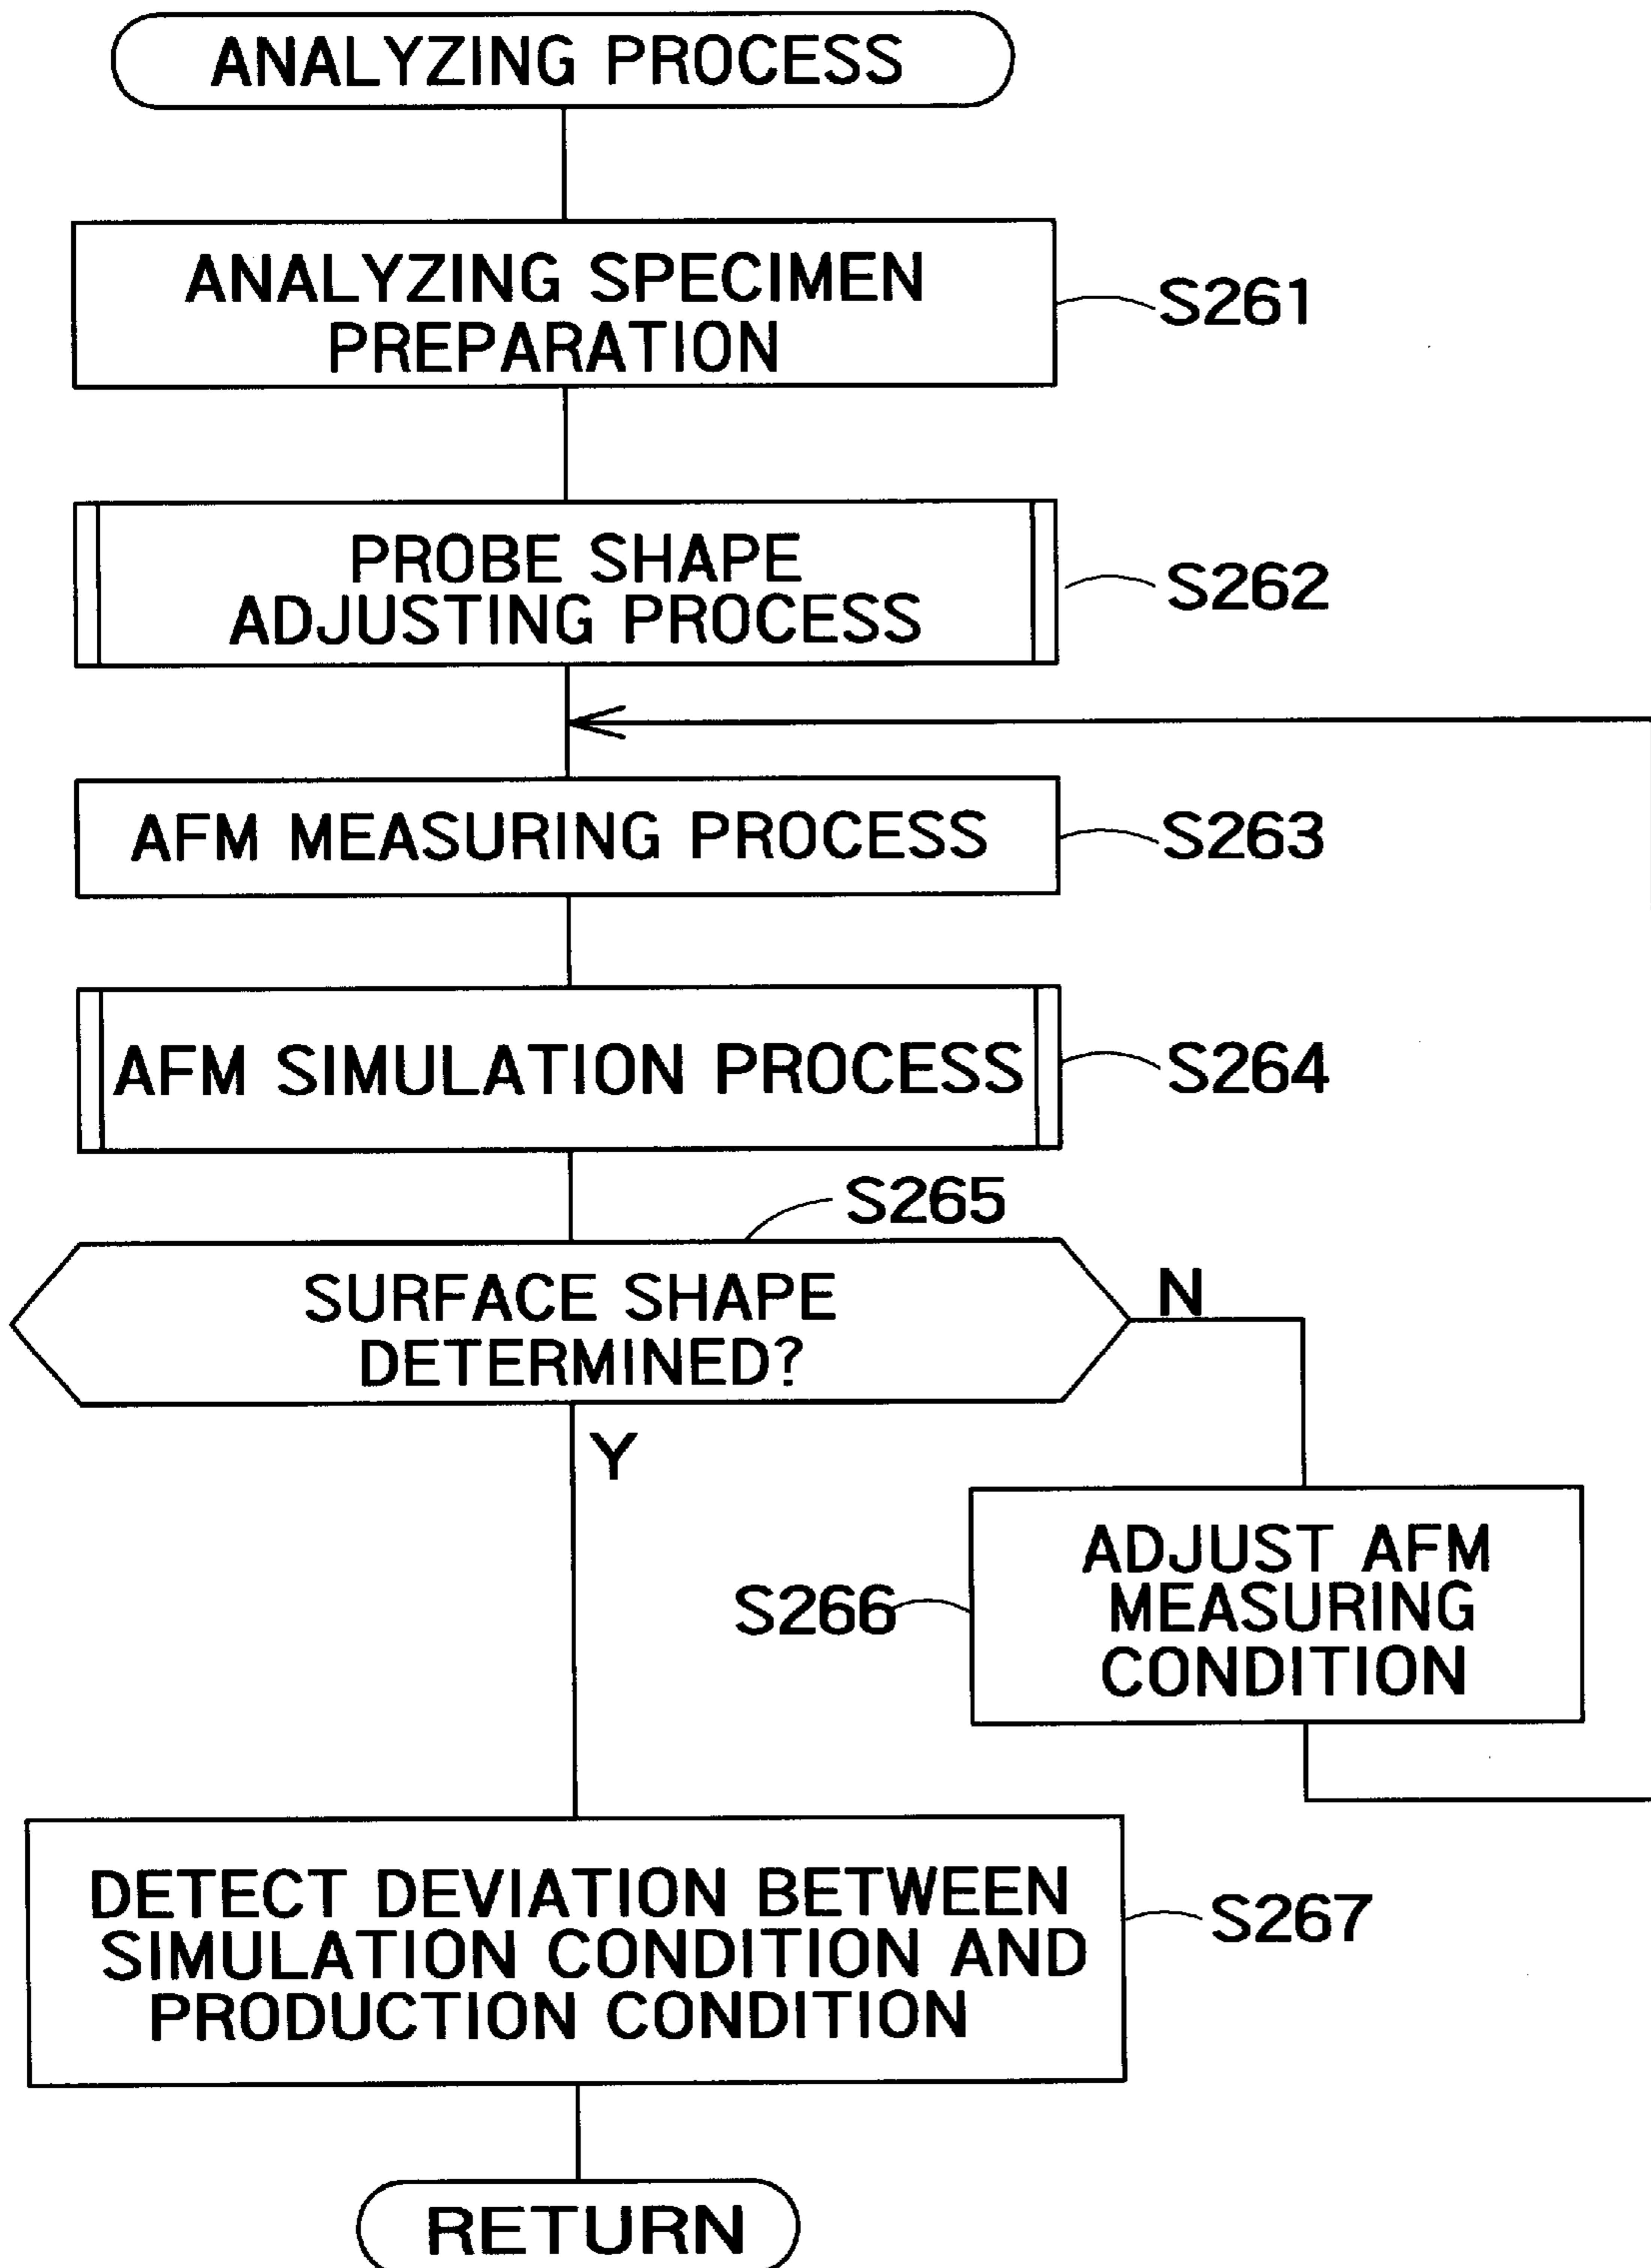 ANALYZING PROCESS
ANALYZING SPECIMEN
PREPARATION
S261
PROBE SHAPE
ADJUSTING PROCESS
S262
AFM MEASURING PROCESS
S263
AFM SIMULATION PROCESS
S264
S265
SURFACE SHAPE
DETERMINED?
N
Y
ADJUST AFM
MEASURING
CONDITION
S266
DETECT DEVIATION BETWEEN
SIMULATION CONDITION AND
PRODUCTION CONDITION
S267
RETURN